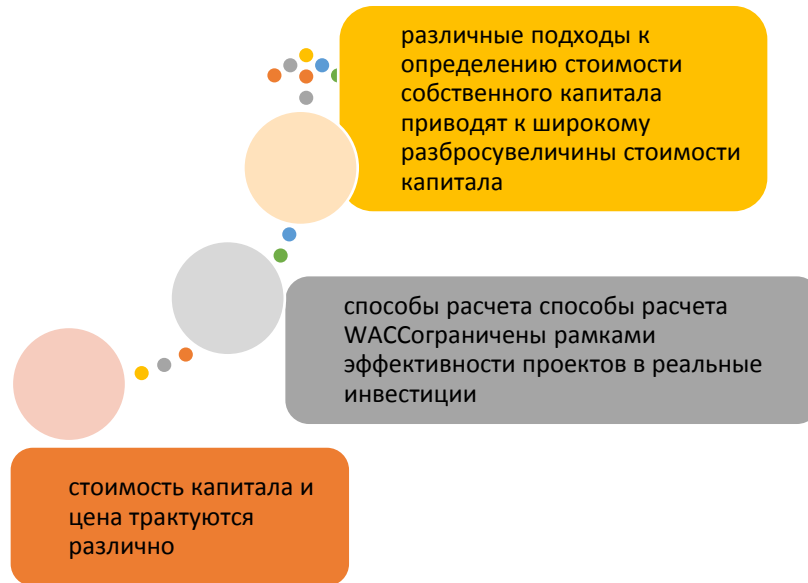 различные подходы к
определению стоимости
собственного капитала
приводят к широкому
разбросувеличины стоимости
капитала
способы расчета способы расчета
WACCограничены рамками
эффективности проектов в реальные
инвестиции
стоимость капитала и
цена трактуются
различно